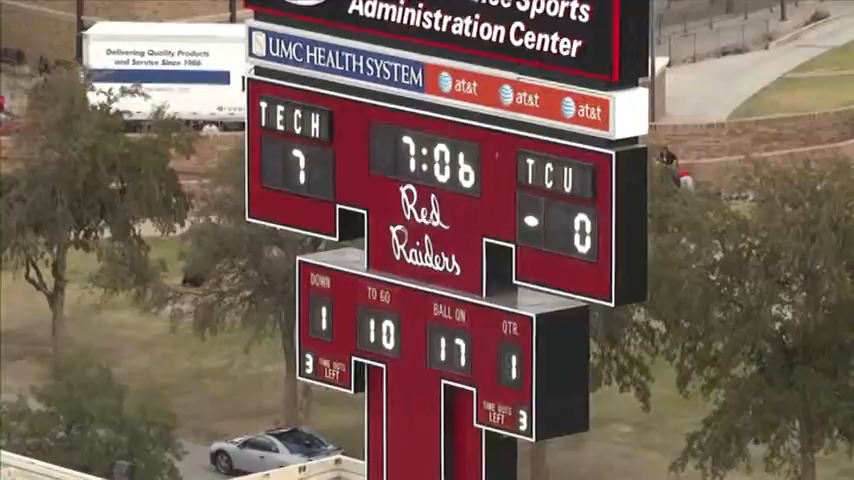 Sports
Administration Center
UMC HEALTH SYSTEM
at&t at&t at&t
Delivering Quality Products
and Service Since 1966
TECH
7
7:06
TCU
0
Red
Raiders
DOWN
1
TO GO
10
BALL ON
17
QTR.
1
3 TIME OUTS LEFT
TIME OUTS LEFT 3